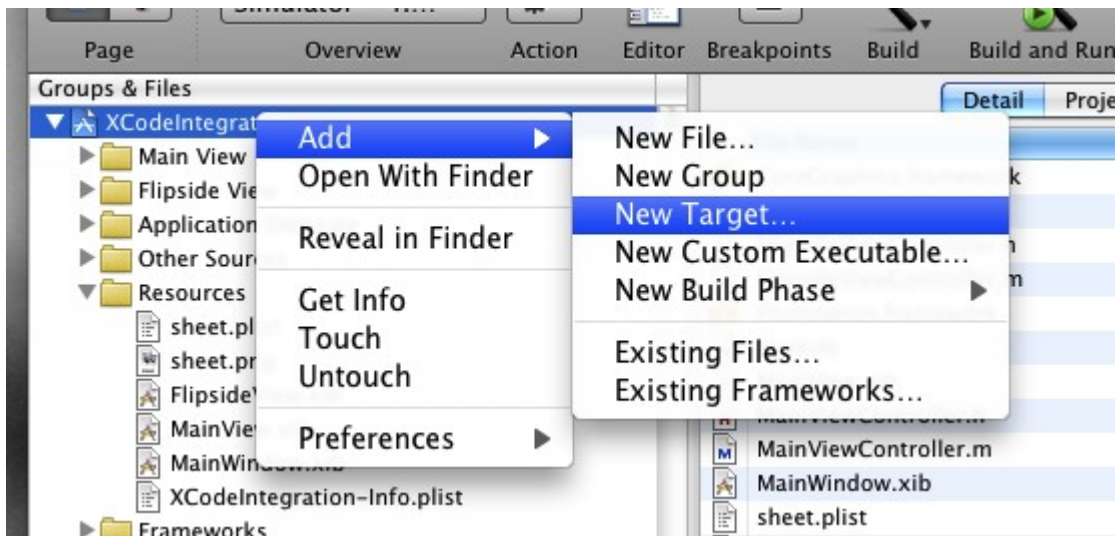 Page
Overview
Action
Editor
Breakpoints
Build
Build and Run
Groups & Files
Detail
Proje
XCodeIntegrat
Main View
Flipside Vie
Application
Other Sour
Resources
sheet.pl
sheet.pn
Flipside
MainVie
MainWindow.xib
XCodeIntegration-Info.plist
Frameworks
Add
Open With Finder
Reveal in Finder
Get Info
Touch
Untouch
Preferences
New File...
New Group
New Target...
New Custom Executable...
New Build Phase
Existing Files...
Existing Frameworks...
MainViewController.h
MainViewController.m
MainWindow.xib
sheet.plist